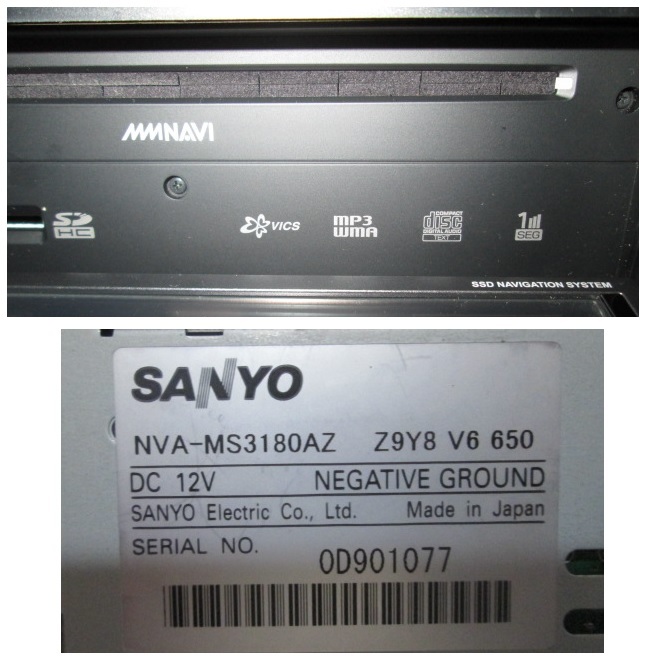 MMNAVI
SD HC
VICS
MP3 WMA
COMPACT disc DIGITAL AUDIO TEXT
1 SEG
SSD NAVIGATION SYSTEM
SANYO
NVA-MS3180AZ Z9Y8 V6 650
DC 12V NEGATIVE GROUND
SANYO Electric Co., Ltd. Made in Japan
SERIAL NO. 0D901077